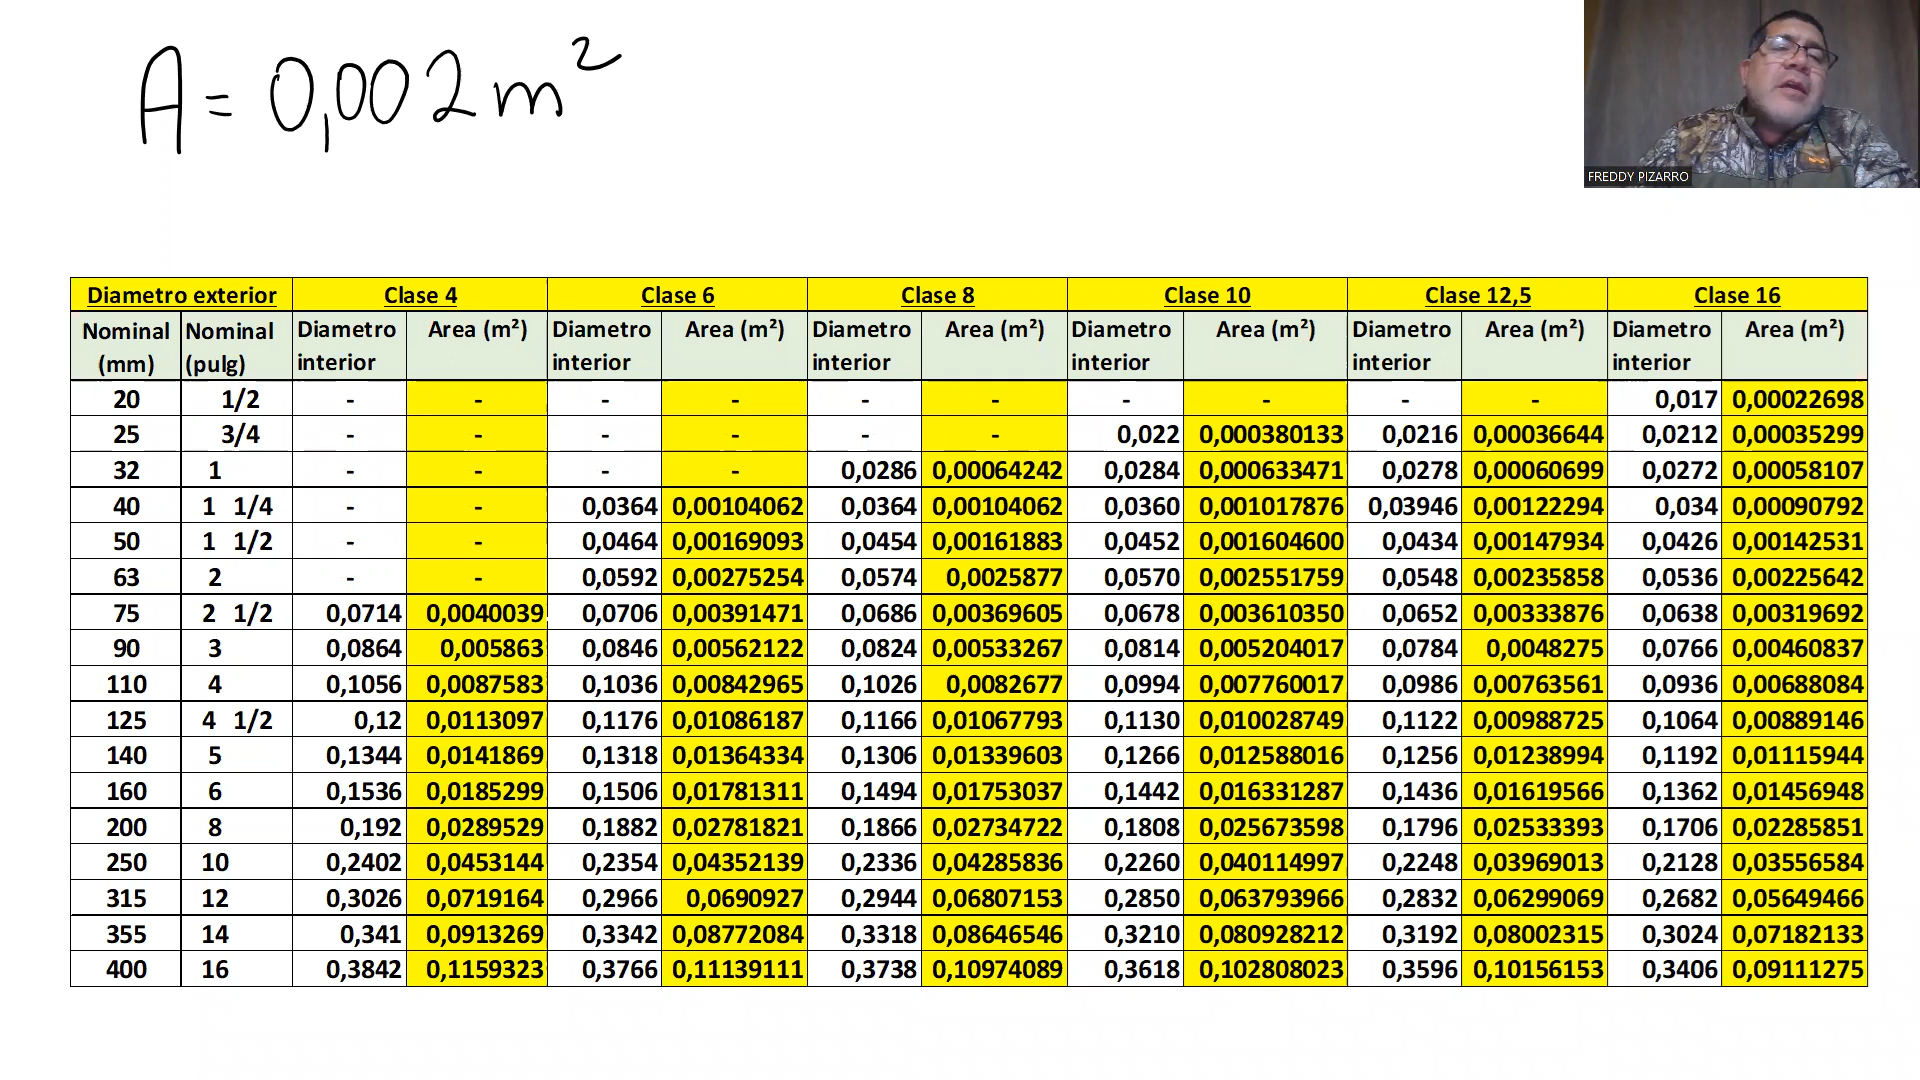 A = 0,002 m²
FREDDY PIZARRO
Diametro exterior Clase 4 Clase 6 Clase 8 Clase 10 Clase 12,5 Clase 16
Nominal (mm) Nominal (pulg) Diametro interior Area (m²) Diametro interior Area (m²) Diametro interior Area (m²) Diametro interior Area (m²) Diametro interior Area (m²) Diametro interior Area (m²)
20 1/2 - - - - - - - - - - 0,017 0,00022698
25 3/4 - - - - - - 0,022 0,000380133 0,0216 0,00036644 0,0212 0,00035299
32 1 - - - - 0,0286 0,00064242 0,0284 0,000633471 0,0278 0,00060699 0,0272 0,00058107
40 1 1/4 - - 0,0364 0,00104062 0,0364 0,00104062 0,0360 0,001017876 0,03946 0,00122294 0,034 0,00090792
50 1 1/2 - - 0,0464 0,00169093 0,0454 0,00161883 0,0452 0,001604600 0,0434 0,00147934 0,0426 0,00142531
63 2 - - 0,0592 0,00275254 0,0574 0,0025877 0,0570 0,002551759 0,0548 0,00235858 0,0536 0,00225642
75 2 1/2 0,0714 0,0040039 0,0706 0,00391471 0,0686 0,00369605 0,0678 0,003610350 0,0652 0,00333876 0,0638 0,00319692
90 3 0,0864 0,005863 0,0846 0,00562122 0,0824 0,00533267 0,0814 0,005204017 0,0784 0,0048275 0,0766 0,00460837
110 4 0,1056 0,0087583 0,1036 0,00842965 0,1026 0,0082677 0,0994 0,007760017 0,0986 0,00763561 0,0936 0,00688084
125 4 1/2 0,12 0,0113097 0,1176 0,01086187 0,1166 0,01067793 0,1130 0,010028749 0,1122 0,00988725 0,1064 0,00889146
140 5 0,1344 0,0141869 0,1318 0,01364334 0,1306 0,01339603 0,1266 0,012588016 0,1256 0,01238994 0,1192 0,01115944
160 6 0,1536 0,0185299 0,1506 0,01781311 0,1494 0,01753037 0,1442 0,016331287 0,1436 0,01619566 0,1362 0,01456948
200 8 0,192 0,0289529 0,1882 0,02781821 0,1866 0,02734722 0,1808 0,025673598 0,1796 0,02533393 0,1706 0,02285851
250 10 0,2402 0,0453144 0,2354 0,04352139 0,2336 0,04285836 0,2260 0,040114997 0,2248 0,03969013 0,2128 0,03556584
315 12 0,3026 0,0719164 0,2966 0,0690927 0,2944 0,06807153 0,2850 0,063793966 0,2832 0,06299069 0,2682 0,05649466
355 14 0,341 0,0913269 0,3342 0,08772084 0,3318 0,08646546 0,3210 0,080928212 0,3192 0,08002315 0,3024 0,07182133
400 16 0,3842 0,1159323 0,3766 0,11139111 0,3738 0,10974089 0,3618 0,102808023 0,3596 0,10156153 0,3406 0,09111275